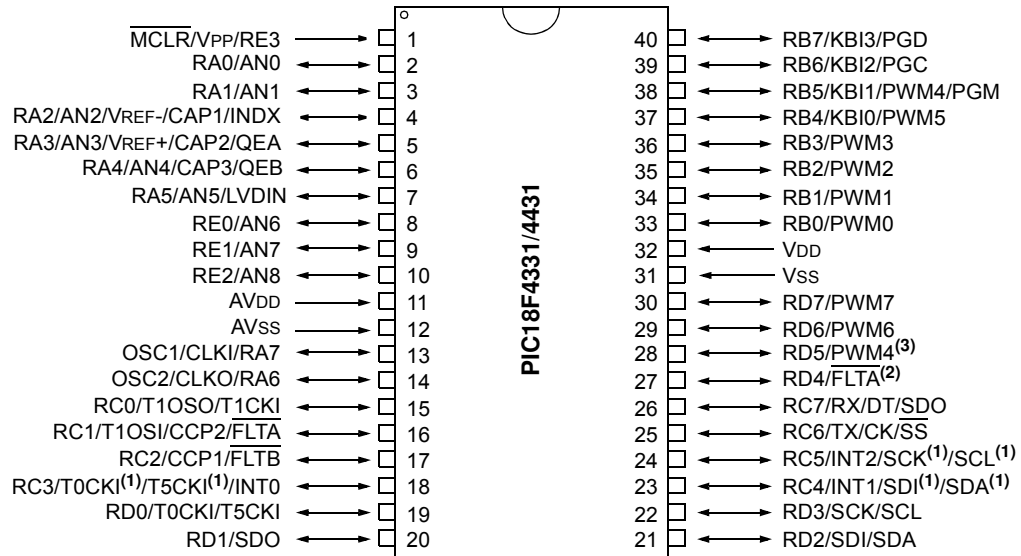 MCLR/VPP/RE3 1 40 RB7/KBI3/PGD
RA0/AN0 2 39 RB6/KBI2/PGC
RA1/AN1 3 38 RB5/KBI1/PWM4/PGM
RA2/AN2/VREF-/CAP1/INDX 4 37 RB4/KBI0/PWM5
RA3/AN3/VREF+/CAP2/QEA 5 36 RB3/PWM3
RA4/AN4/CAP3/QEB 6 35 RB2/PWM2
RA5/AN5/LVDIN 7 34 RB1/PWM1
RE0/AN6 8 33 RB0/PWM0
RE1/AN7 9 32 VDD
RE2/AN8 10 31 VSS
AVDD 11 30 RD7/PWM7
AVSS 12 29 RD6/PWM6
OSC1/CLKI/RA7 13 28 RD5/PWM4(3)
OSC2/CLKO/RA6 14 27 RD4/FLTA(2)
RC0/T1OSO/T1CKI 15 26 RC7/RX/DT/SDO
RC1/T1OSI/CCP2/FLTA 16 25 RC6/TX/CK/SS
RC2/CCP1/FLTB 17 24 RC5/INT2/SCK(1)/SCL(1)
RC3/T0CKI(1)/T5CKI(1)/INT0 18 23 RC4/INT1/SDI(1)/SDA(1)
RD0/T0CKI/T5CKI 19 22 RD3/SCK/SCL
RD1/SDO 20 21 RD2/SDI/SDA
PIC18F4331/4431